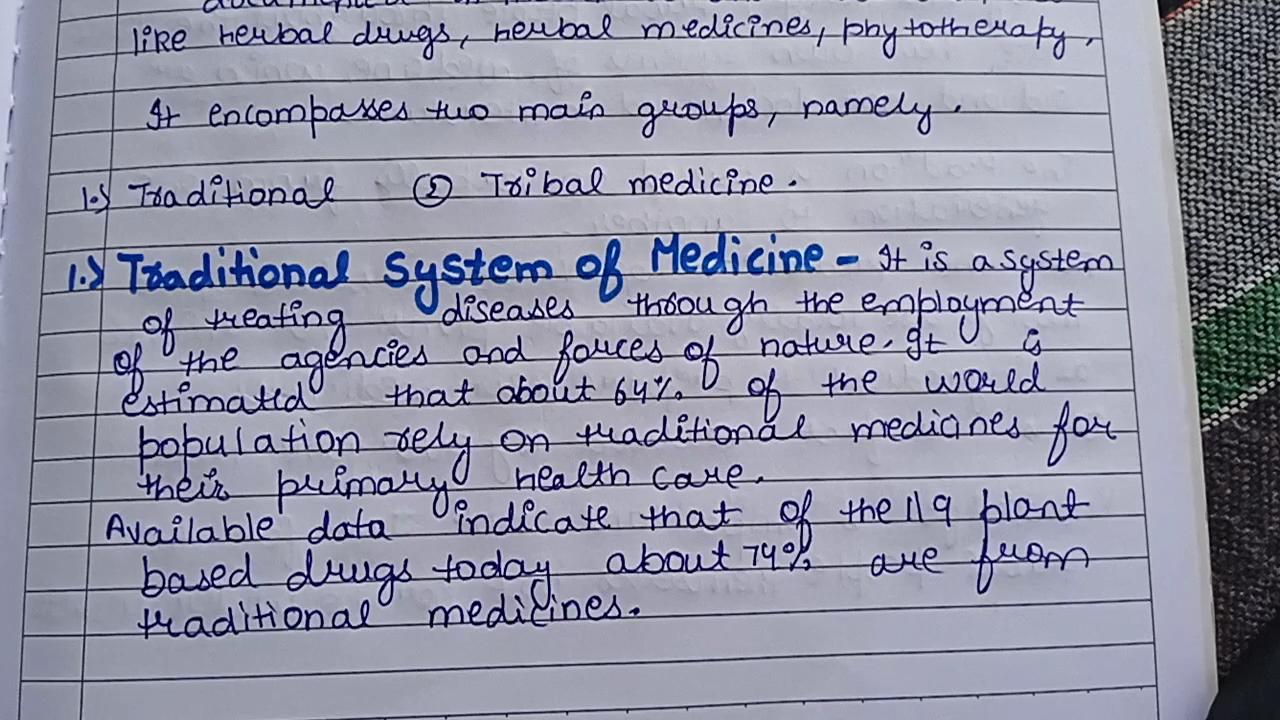 like herbal drugs, herbal medicines, phytotherapy.
It encompasses two main groups, namely.
1.) Traditional ② Tribal medicine.
1.) Traditional System of Medicine - It is a system
of treating diseases through the employment
of the agencies and forces of nature. It is
estimated that about 64% of the world
population rely on traditional medicines for
their primary health care.
Available data indicate that of the 119 plant
based drugs today about 74% are from
traditional medicines.